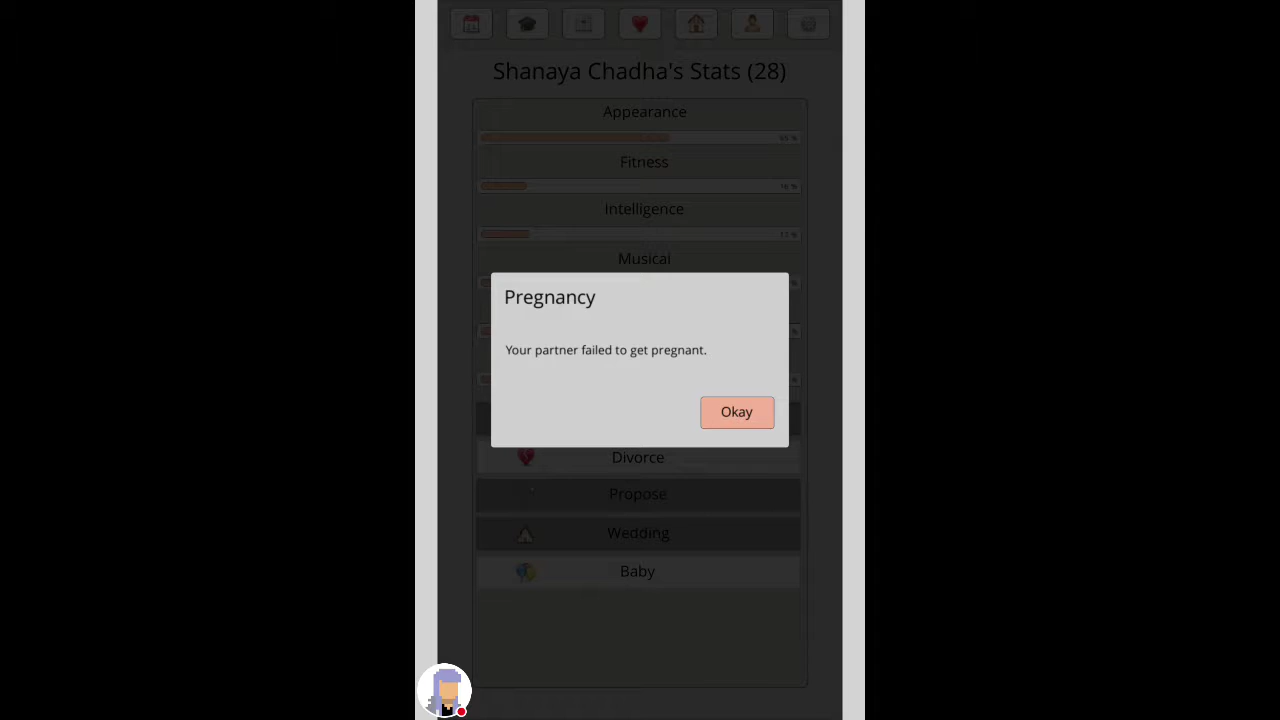 Shanaya Chadha's Stats (28)
Appearance
Fitness
Intelligence
Musical
Pregnancy
Your partner failed to get pregnant.
Okay
Divorce
Propose
Wedding
Baby